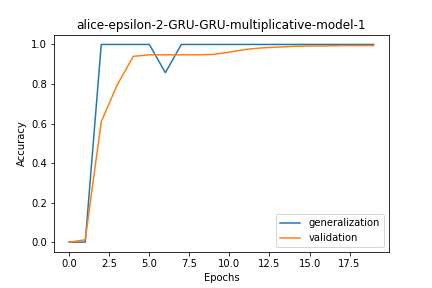 alice-epsilon-2-GRU-GRU-multiplicative-model-1
1.0
0.8
0.6
0.4
0.2
0.0
Accuracy
generalization
validation
0.0 2.5 5.0 7.5 10.0 12.5 15.0 17.5
Epochs